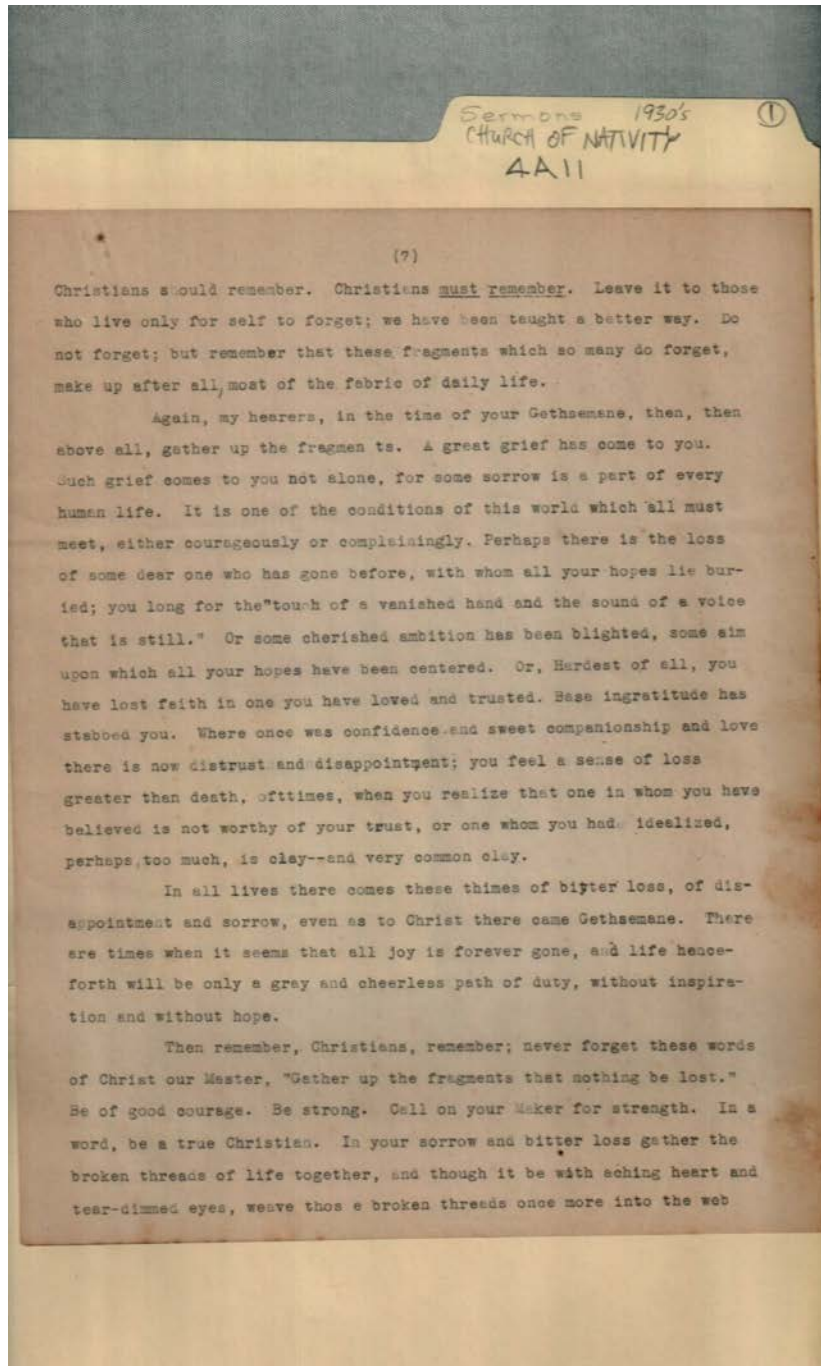 Sermons 1930's ①
CHURCH OF NATIVITY
4A11
(7)
Christians should remember. Christians must remember. Leave it to those
who live only for self to forget; we have been taught a better way. Do
not forget; but remember that these fragments which so many do forget,
make up after all, most of the fabric of daily life.
Again, my hearers, in the time of your Gethsemane, then, then
above all, gather up the fragmen ts. A great grief has come to you.
Such grief comes to you not alone, for some sorrow is a part of every
human life. It is one of the conditions of this world which all must
meet, either courageously or complainingly. Perhaps there is the loss
of some dear one who has gone before, with whom all your hopes lie bur-
ied; you long for the"touch of a vanished hand and the sound of a voice
that is still." Or some cherished ambition has been blighted, some aim
upon which all your hopes have been centered. Or, Hardest of all, you
have lost faith in one you have loved and trusted. Base ingratitude has
stabbed you. Where once was confidence and sweet companionship and love
there is now distrust and disappointment; you feel a sense of loss
greater than death, ofttimes, when you realize that one in whom you have
believed is not worthy of your trust, or one whom you had idealized,
perhaps too much, is clay--and very common clay.
In all lives there comes these thimes of bitter loss, of dis-
appointment and sorrow, even as to Christ there came Gethsemane. There
are times when it seems that all joy is forever gone, and life hence-
forth will be only a gray and cheerless path of duty, without inspira-
tion and without hope.
Then remember, Christians, remember; never forget these words
of Christ our Master, "Gather up the fragments that nothing be lost."
Be of good courage. Be strong. Call on your Maker for strength. In a
word, be a true Christian. In your sorrow and bitter loss gather the
broken threads of life together, and though it be with aching heart and
tear-dimmed eyes, weave thos e broken threads once more into the web